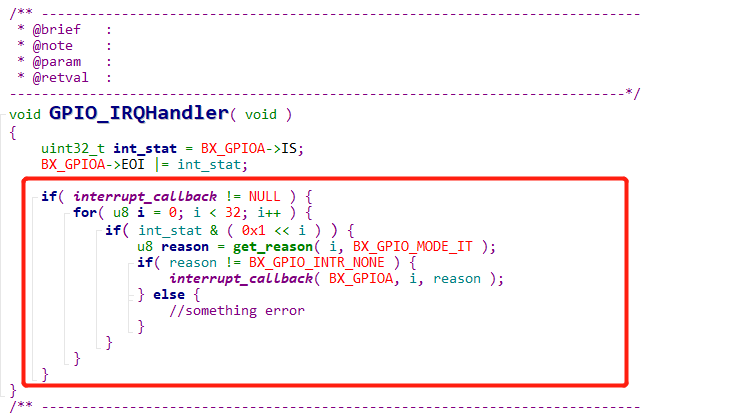 /** ---------------------------------------------------------------------------
 * @brief   :
 * @note    :
 * @param   :
 * @retval  :
-----------------------------------------------------------------------------*/
void GPIO_IRQHandler( void )
{
    uint32_t int_stat = BX_GPIOA->IS;
    BX_GPIOA->EOI |= int_stat;

    if( interrupt_callback != NULL ) {
        for( u8 i = 0; i < 32; i++ ) {
            if( int_stat & ( 0x1 << i ) ) {
                u8 reason = get_reason( i, BX_GPIO_MODE_IT );
                if( reason != BX_GPIO_INTR_NONE ) {
                    interrupt_callback( BX_GPIOA, i, reason );
                } else {
                    //something error
                }
            }
        }
    }
}
/** ---------------------------------------------------------------------------